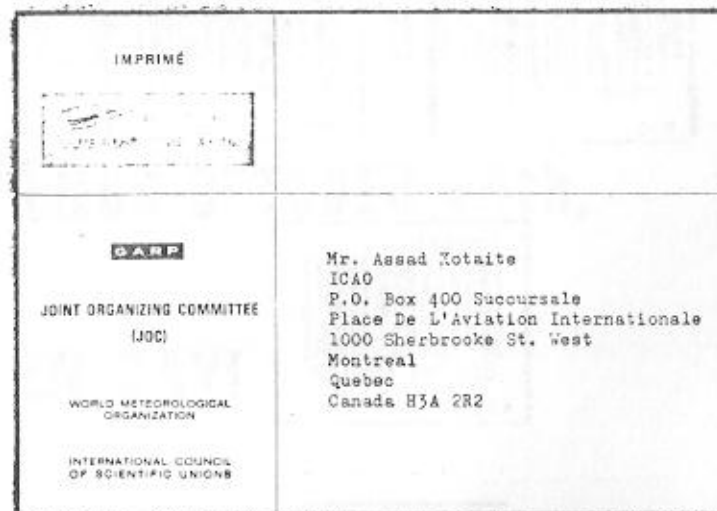 IMPRIMÉ
GARP
JOINT ORGANIZING COMMITTEE
(JOC)
WORLD METEOROLOGICAL
ORGANIZATION
INTERNATIONAL COUNCIL
OF SCIENTIFIC UNIONS
Mr. Assad Kotaite
ICAO
P.O. Box 400 Succursale
Place De L'Aviation Internationale
1000 Sherbrooke St. West
Montreal
Quebec
Canada H3A 2R2